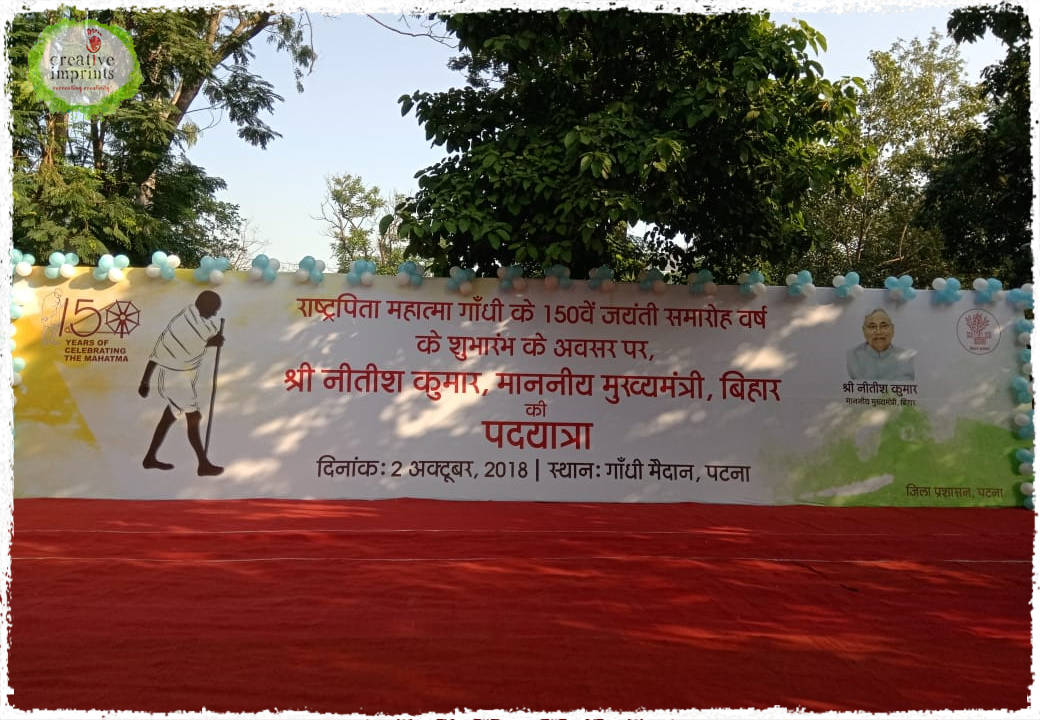 creative
imprints
150
YEARS OF
CELEBRATING
THE MAHATMA
राष्ट्रपिता महात्मा गाँधी के 150वें जयंती समारोह वर्ष
के शुभारंभ के अवसर पर,
श्री नीतीश कुमार, माननीय मुख्यमंत्री, बिहार
की
पदयात्रा
दिनांक: 2 अक्टूबर, 2018 | स्थान: गाँधी मैदान, पटना
श्री नीतीश कुमार
माननीय मुख्यमंत्री, बिहार
जिला प्रशासन, पटना